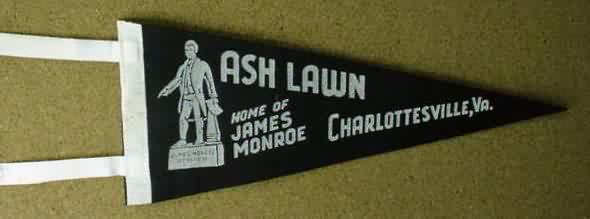 ASH LAWN
HOME OF
JAMES
MONROE
CHARLOTTESVILLE, VA.